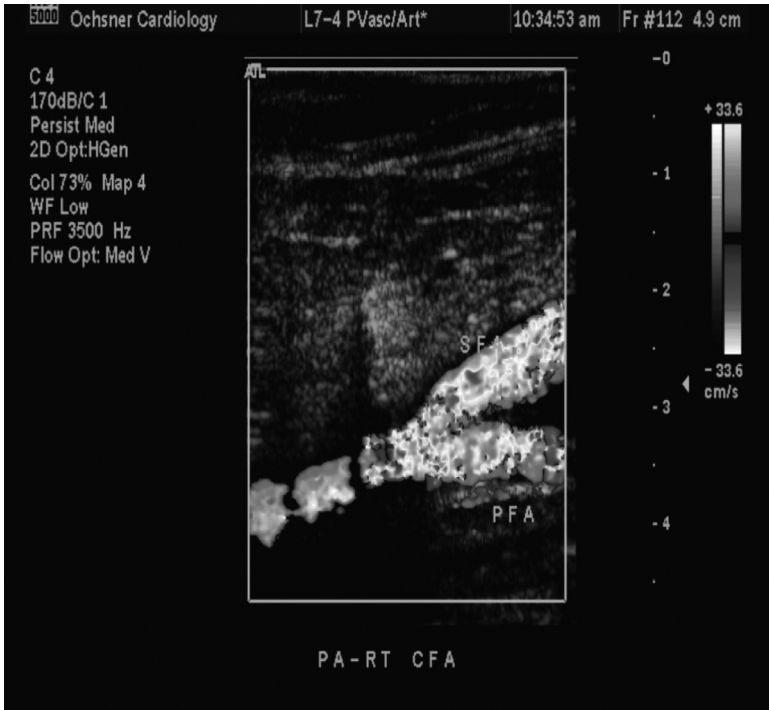 5000 Ochsner Cardiology
L7-4 PVasc/Art*
10:34:53 am
Fr #112 4.9 cm
C 4
170dB/C 1
Persist Med
2D Opt:HGen
Col 73% Map 4
WF Low
PRF 3500 Hz
Flow Opt: Med V
ATL
-0
-1
-2
-3
-4
+ 33.6
- 33.6
cm/s
SFA
PFA
PA-RT CFA